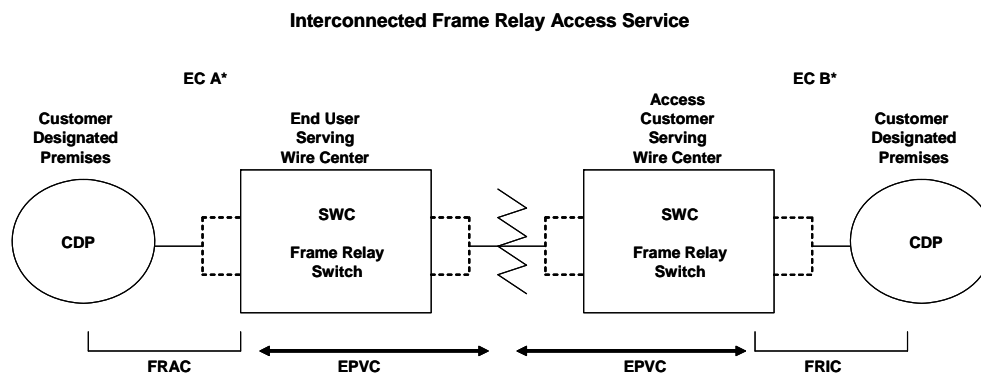 Interconnected Frame Relay Access Service
EC A*
EC B*
Customer
Designated
Premises
End User
Serving
Wire Center
Access
Customer
Serving
Wire Center
Customer
Designated
Premises
CDP
SWC
Frame Relay
Switch
SWC
Frame Relay
Switch
CDP
FRAC
EPVC
EPVC
FRIC